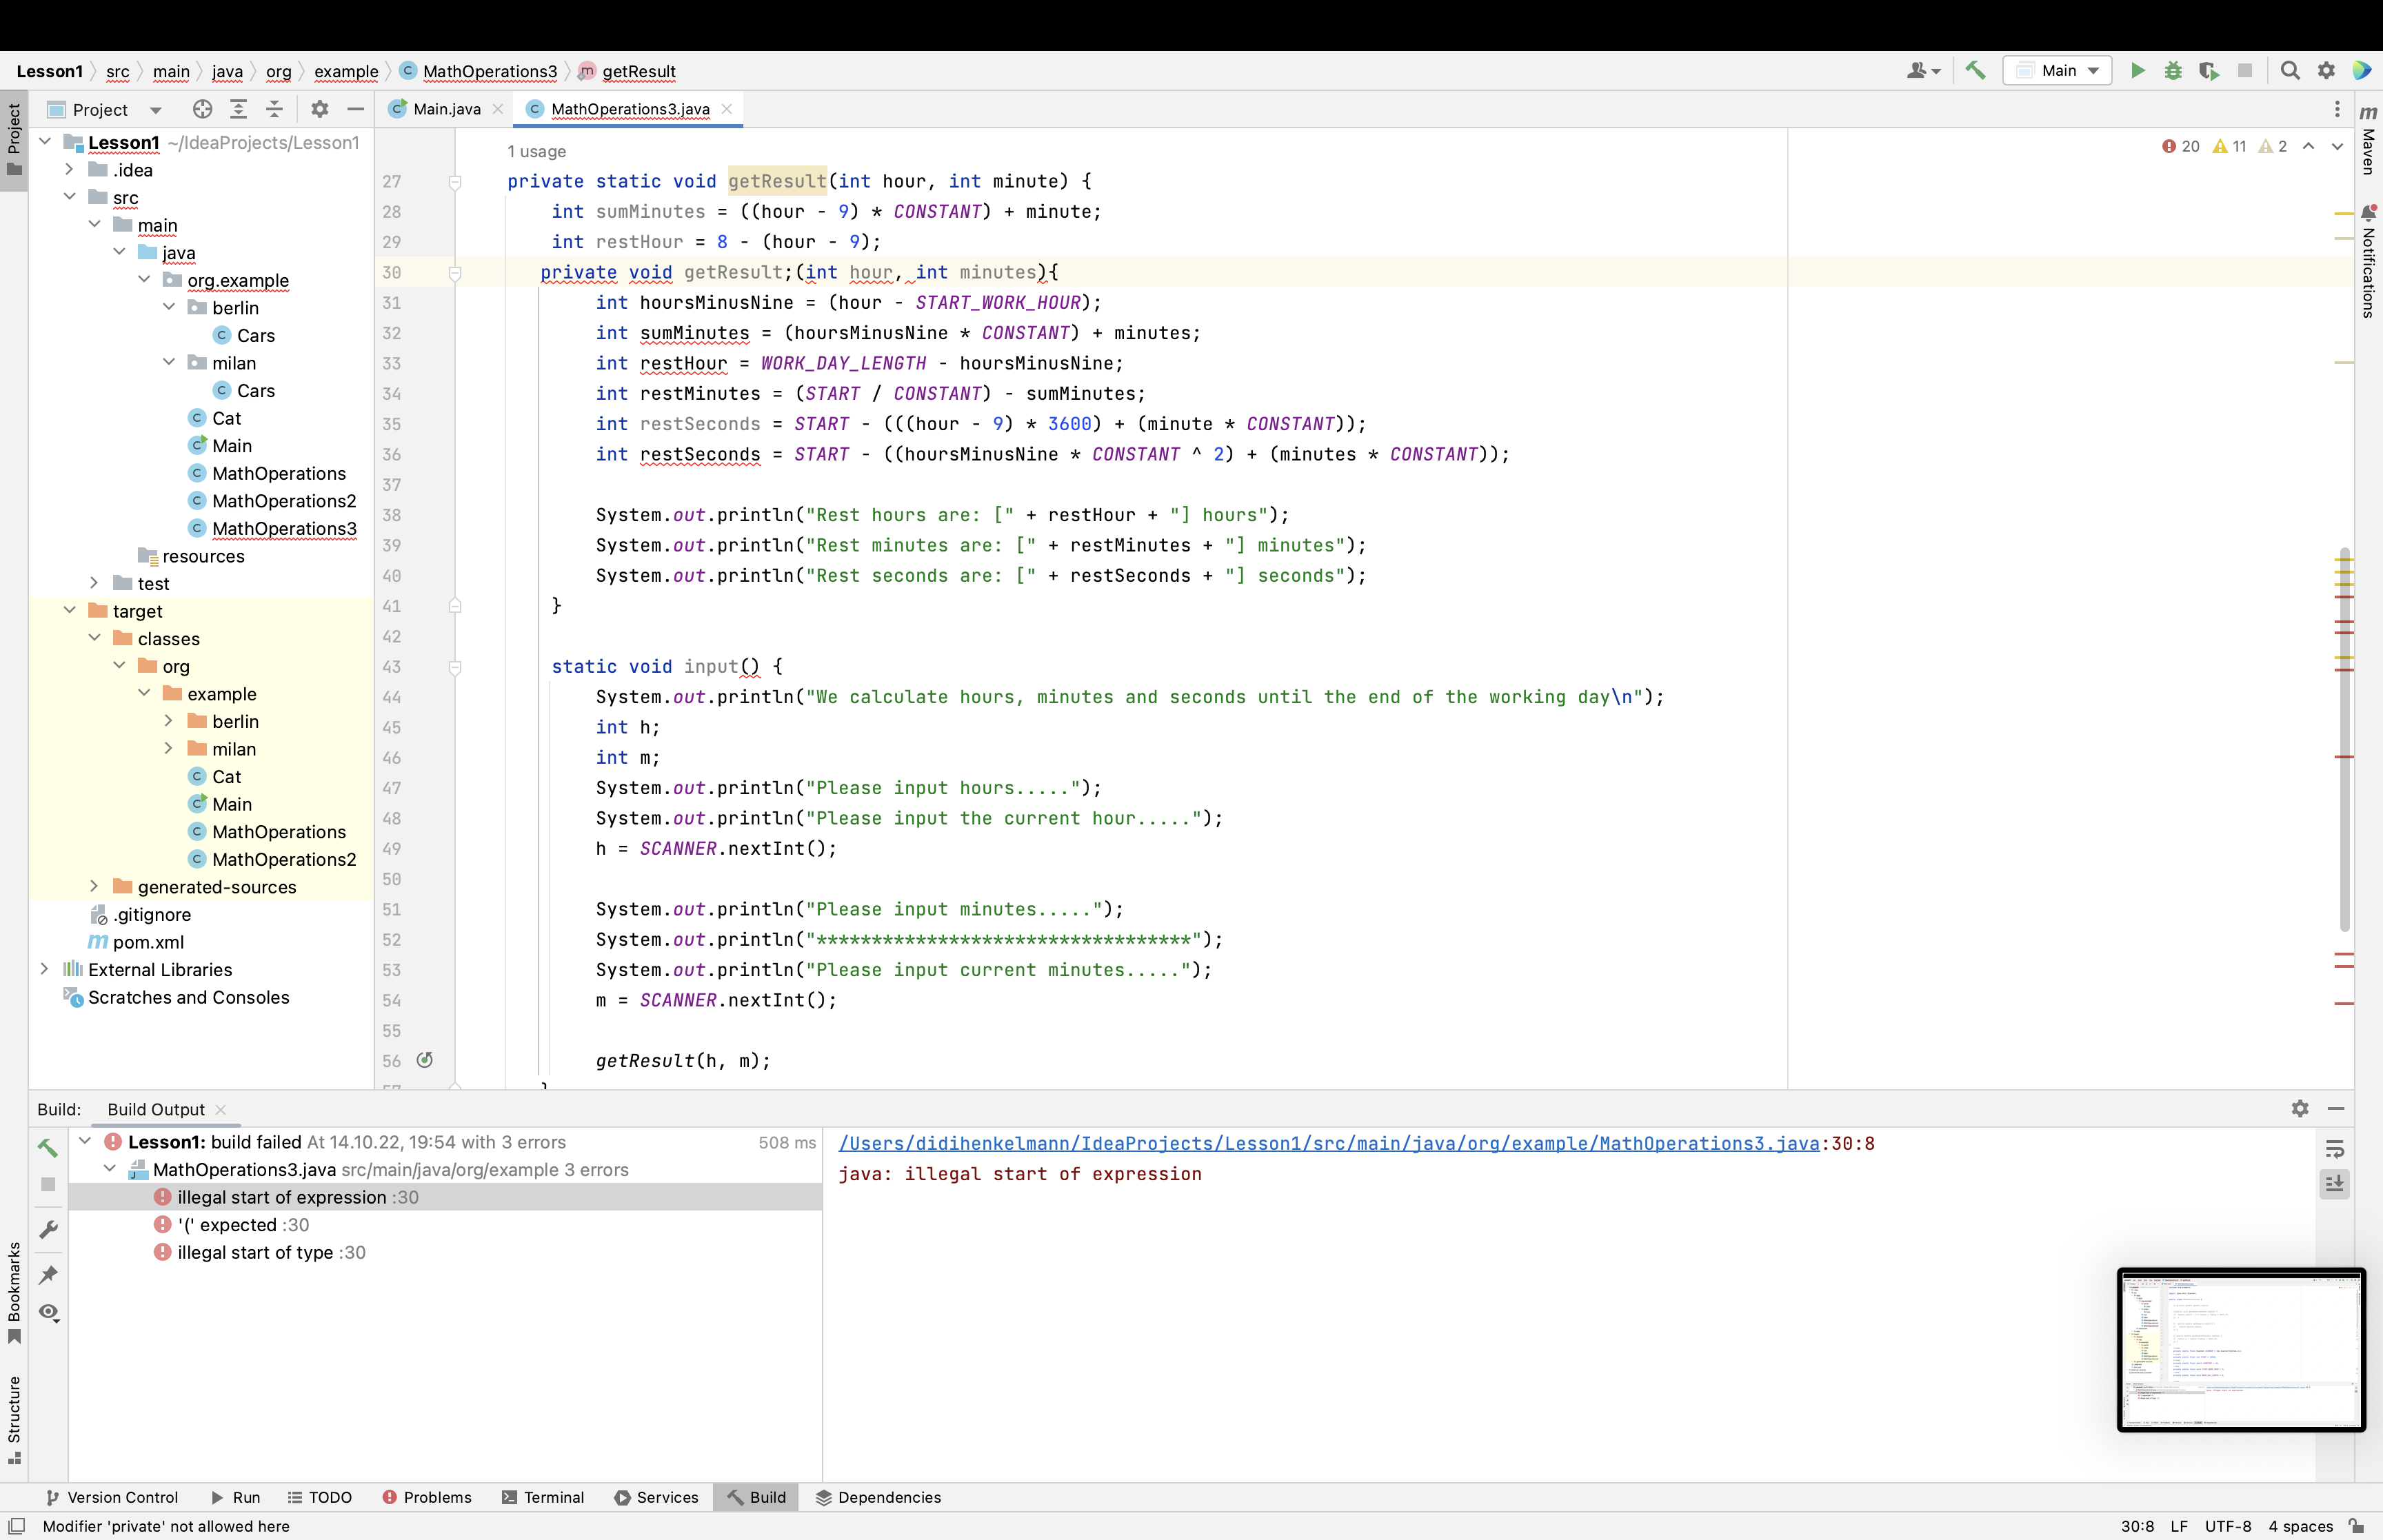 Lesson1 src main java org example MathOperations3 getResult Main
Project
Main.java MathOperations3.java
Project
Lesson1 ~/IdeaProjects/Lesson1
.idea
src
main
java
org.example
berlin
Cars
milan
Cars
Cat
Main
MathOperations
MathOperations2
MathOperations3
resources
test
target
classes
org
example
berlin
milan
Cat
Main
MathOperations
MathOperations2
generated-sources
.gitignore
pom.xml
External Libraries
Scratches and Consoles
20 11 2
1 usage
27 private static void getResult(int hour, int minute) {
28 int sumMinutes = ((hour - 9) * CONSTANT) + minute;
29 int restHour = 8 - (hour - 9);
30 private void getResult;(int hour, int minutes){
31 int hoursMinusNine = (hour - START_WORK_HOUR);
32 int sumMinutes = (hoursMinusNine * CONSTANT) + minutes;
33 int restHour = WORK_DAY_LENGTH - hoursMinusNine;
34 int restMinutes = (START / CONSTANT) - sumMinutes;
35 int restSeconds = START - (((hour - 9) * 3600) + (minute * CONSTANT));
36 int restSeconds = START - ((hoursMinusNine * CONSTANT ^ 2) + (minutes * CONSTANT));
37
38 System.out.println("Rest hours are: [" + restHour + "] hours");
39 System.out.println("Rest minutes are: [" + restMinutes + "] minutes");
40 System.out.println("Rest seconds are: [" + restSeconds + "] seconds");
41 }
42
43 static void input() {
44 System.out.println("We calculate hours, minutes and seconds until the end of the working day\n");
45 int h;
46 int m;
47 System.out.println("Please input hours.....");
48 System.out.println("Please input the current hour.....");
49 h = SCANNER.nextInt();
50
51 System.out.println("Please input minutes.....");
52 System.out.println("**********************************");
53 System.out.println("Please input current minutes.....");
54 m = SCANNER.nextInt();
55
56 getResult(h, m);
57 }
m Maven
Notifications
Build: Build Output
Lesson1: build failed At 14.10.22, 19:54 with 3 errors 508 ms
MathOperations3.java src/main/java/org/example 3 errors
illegal start of expression :30
'(' expected :30
illegal start of type :30
/Users/didihenkelmann/IdeaProjects/Lesson1/src/main/java/org/example/MathOperations3.java:30:8
java: illegal start of expression
Bookmarks
Structure
Version Control Run TODO Problems Terminal Services Build Dependencies
Modifier 'private' not allowed here 30:8 LF UTF-8 4 spaces